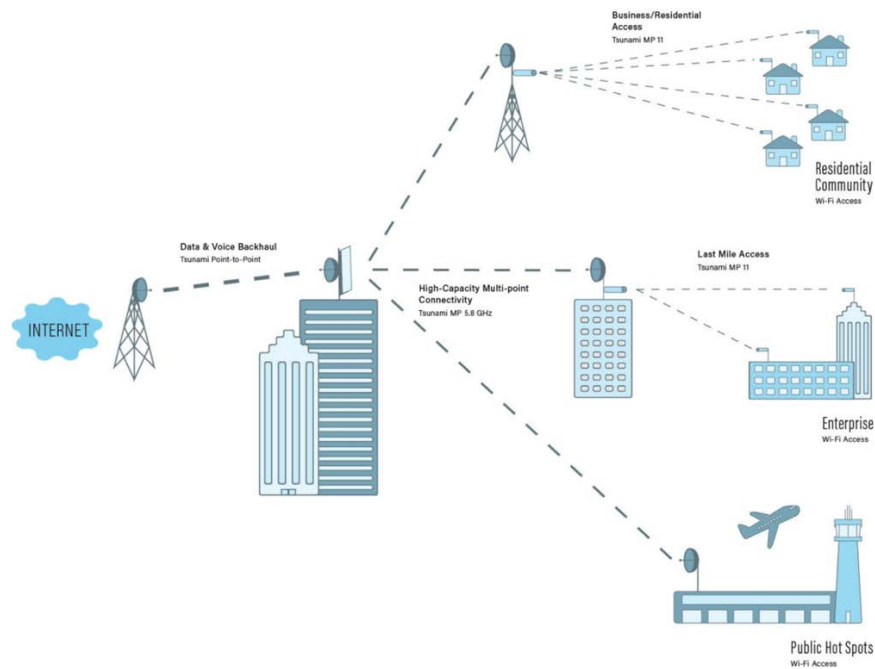 Business/Residential
Access
Tsunami MP 11
Residential
Community
Wi-Fi Access
Data & Voice Backhaul
Tsunami Point-to-Point
INTERNET
High-Capacity Multi-point
Connectivity
Tsunami MP 5.8 GHz
Last Mile Access
Tsunami MP 11
Enterprise
Wi-Fi Access
Public Hot Spots
Wi-Fi Access